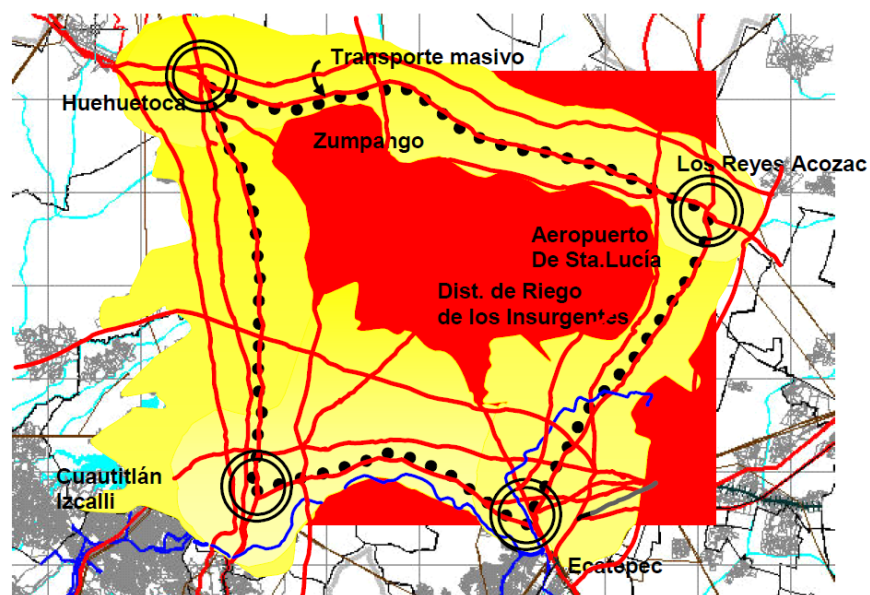 Transporte masivo
Huehuetoca
Zumpango
Los Reyes Acozac
Aeropuerto
De Sta.Lucía
Dist. de Riego
de los Insurgentes
Cuautitlán
Izcalli
Ecatepec